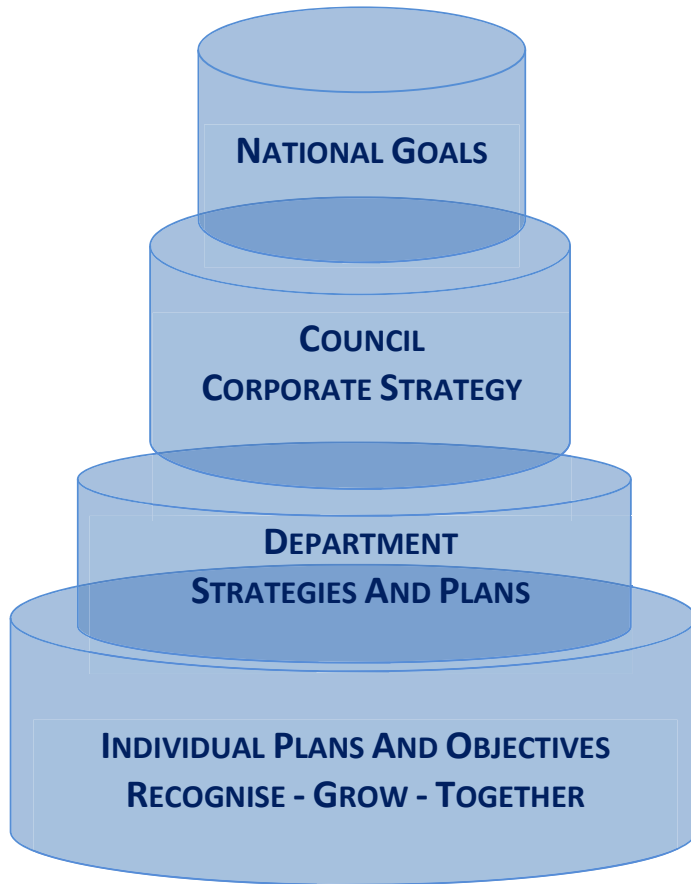 NATIONAL GOALS
COUNCIL
CORPORATE STRATEGY
DEPARTMENT
STRATEGIES AND PLANS
INDIVIDUAL PLANS AND OBJECTIVES
RECOGNISE - GROW - TOGETHER